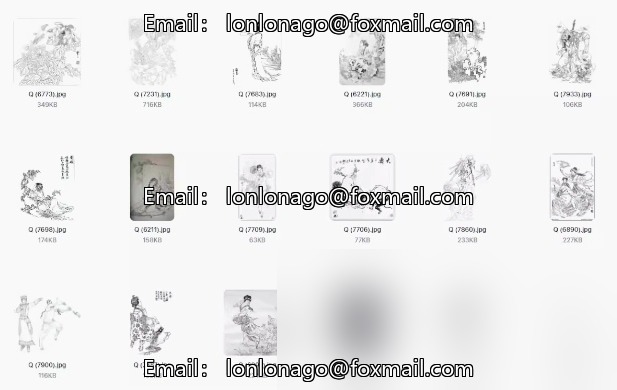 Email： lonlonago@foxmail.com
Q (6773).jpg
349KB
Q (7231).jpg
716KB
Q (7683).jpg
114KB
Q (6221).jpg
366KB
Q (7691).jpg
204KB
Q (7933).jpg
106KB
Email： lonlonago@foxmail.com
Q (7698).jpg
174KB
Q (6211).jpg
158KB
Q (7709).jpg
63KB
Q (7706).jpg
77KB
Q (7860).jpg
233KB
Q (6890).jpg
227KB
Q (7900).jpg
116KB
Email： lonlonago@foxmail.com